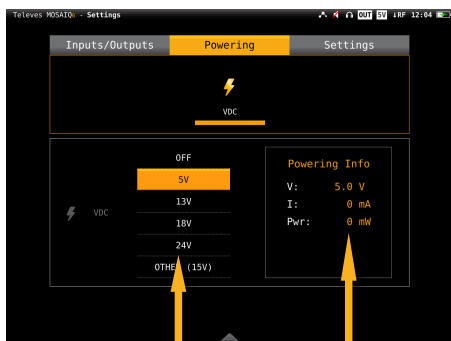 Televes MOSAIQ6 - Settings OUT 5V ↓RF 12:04
Inputs/Outputs Powering Settings
VDC
OFF
5V
13V
18V
24V
(15V)
VDC
Powering Info
V: 5.0 V
I: 0 mA
Pwr: 0 mW